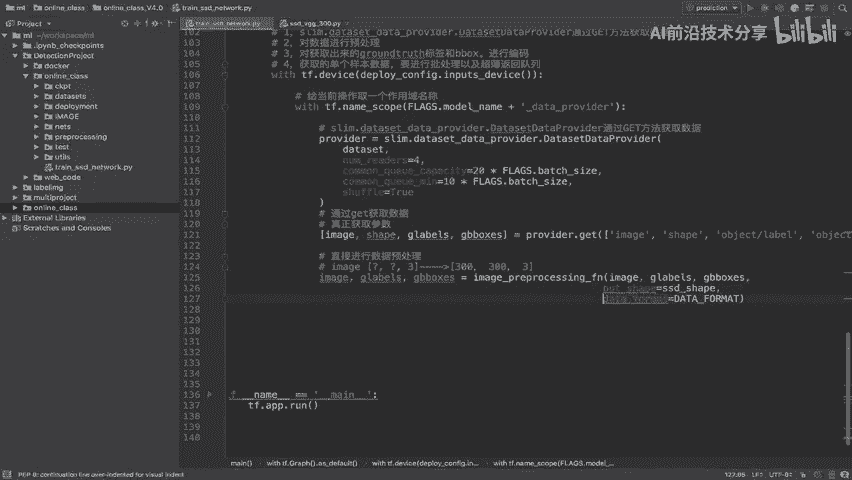 ml
online_class
online_class_V4.0
train_ssd_network.py
prediction
Project
train_ssd_network.py
ssd_vgg_300.py
AI前沿技术分享
bilibili
ml ~/workspace/ml
.ipynb_checkpoints
DetectionProject
docker
online_class
ckpt
datasets
deployment
IMAGE
nets
preprocessing
test
utils
train_ssd_network.py
web_code
labelimg
multiproject
online_class
External Libraries
Scratches and Consoles
102 # 1, slim.dataset_data_provider.DatasetDataProvider通过GET方法获取
103 # 2, 对数据进行预处理
104 # 3, 对获取出来的groundtruth标签和bbox。进行编码
105 # 4, 获取的单个样本数据，要进行批处理以及
106 with tf.device(deploy_config.inputs_device()):
107
108 # 给当前操作取一个作用域名称
109 with tf.name_scope(FLAGS.model_name + '_data_provider'):
110
111 # slim.dataset_data_provider.DatasetDataProvider通过GET方法获取数据
112 provider = slim.dataset_data_provider.DatasetDataProvider(
113 dataset,
114 num_readers=4,
115 common_queue_capacity=20 * FLAGS.batch_size,
116 common_queue_min=10 * FLAGS.batch_size,
117 shuffle=True
118 )
119 # 通过get获取数据
120 # 真正获取参数
121 [image, shape, glabels, gbboxes] = provider.get(['image', 'shape', 'object/label', 'objec
122
123 # 直接进行数据预处理
124 # image [?, ?, 3]---->[300, 300, 3]
125 image, glabels, gbboxes = image_preprocessing_fn(image, glabels, gbboxes,
126 out_shape=ssd_shape,
127 data_format=DATA_FORMAT)
128
129
130
131
132
133
134
135
136 f __name__ == '__main__':
137 tf.app.run()
138
139
140
main()
with tf.Graph().as_default()
with tf.device(deploy_config.in...
with tf.name_scope(FLAGS.model_...
PEP 8: continuation line over-indented for visual indent
127:65
LF
UTF-8